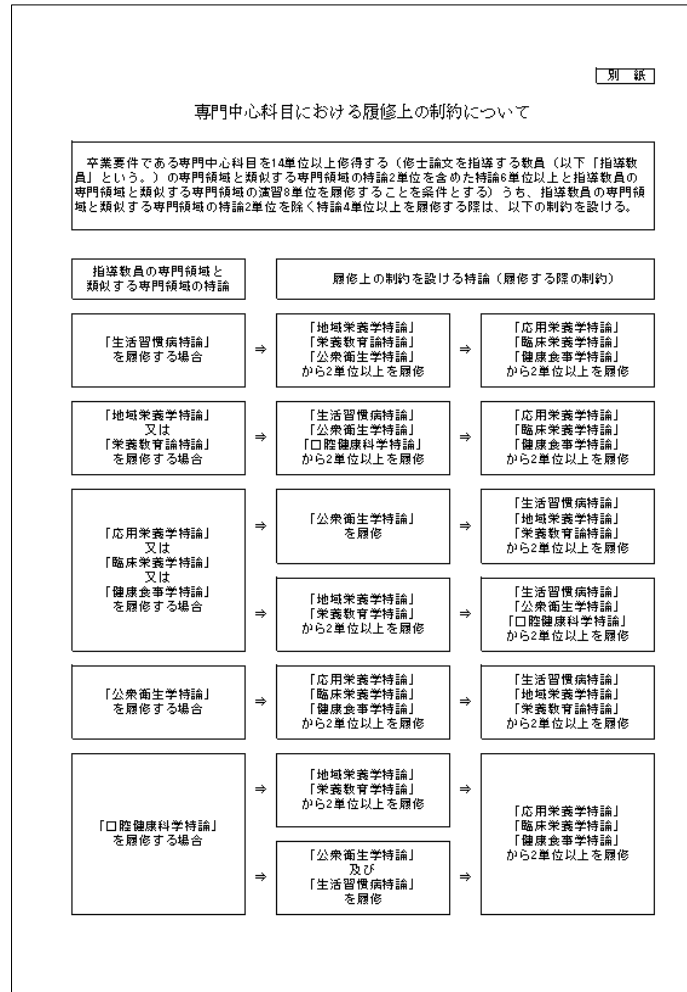 別　紙
専門中心科目における履修上の制約について
卒業要件である専門中心科目を14単位以上修得する（修士論文を指導する教員（以下「指導教
員」という。）の専門領域と類似する専門領域の特論2単位を含めた特論6単位以上と指導教員の
専門領域と類似する専門領域の演習8単位を履修することを条件とする）うち、指導教員の専門領
域と類似する専門領域の特論2単位を除く特論4単位以上を履修する際は、以下の制約を設ける。
指導教員の専門領域と
類似する専門領域の特論
履修上の制約を設ける特論（履修する際の制約）
「生活習慣病特論」
を履修する場合
⇒
「地域栄養学特論」
「栄養教育論特論」
「公衆衛生学特論」
から2単位以上を履修
⇒
「応用栄養学特論」
「臨床栄養学特論」
「健康食事学特論」
から2単位以上を履修
「地域栄養学特論」
又は
「栄養教育論特論」
を履修する場合
⇒
「生活習慣病特論」
「公衆衛生学特論」
「口腔健康科学特論」
から2単位以上を履修
⇒
「応用栄養学特論」
「臨床栄養学特論」
「健康食事学特論」
から2単位以上を履修
「応用栄養学特論」
又は
「臨床栄養学特論」
又は
「健康食事学特論」
を履修する場合
⇒
「公衆衛生学特論」
を履修
⇒
「生活習慣病特論」
「地域栄養学特論」
「栄養教育論特論」
から2単位以上を履修
⇒
「地域栄養学特論」
「栄養教育学特論」
から2単位以上を履修
⇒
「生活習慣病特論」
「公衆衛生学特論」
「口腔健康科学特論」
から2単位以上を履修
「公衆衛生学特論」
を履修する場合
⇒
「応用栄養学特論」
「臨床栄養学特論」
「健康食事学特論」
から2単位以上を履修
⇒
「生活習慣病特論」
「地域栄養学特論」
「栄養教育論特論」
から2単位以上を履修
「口腔健康科学特論」
を履修する場合
⇒
「地域栄養学特論」
「栄養教育学特論」
から2単位以上を履修
⇒
「応用栄養学特論」
「臨床栄養学特論」
「健康食事学特論」
から2単位以上を履修
⇒
「公衆衛生学特論」
及び
「生活習慣病特論」
を履修
⇒